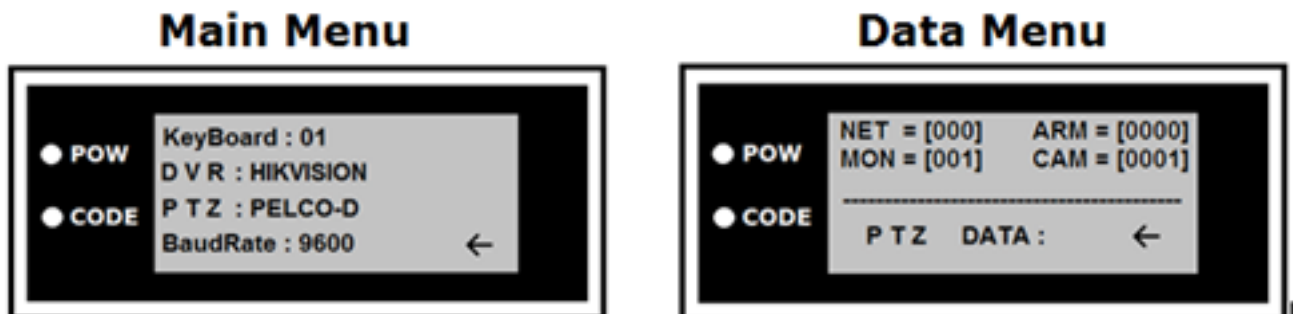 Main Menu
POW
CODE
KeyBoard : 01
D V R : HIKVISION
P T Z : PELCO-D
BaudRate : 9600 ←
Data Menu
POW
CODE
NET = [000] ARM = [0000]
MON = [001] CAM = [0001]
----------------------------------------
P T Z DATA : ←